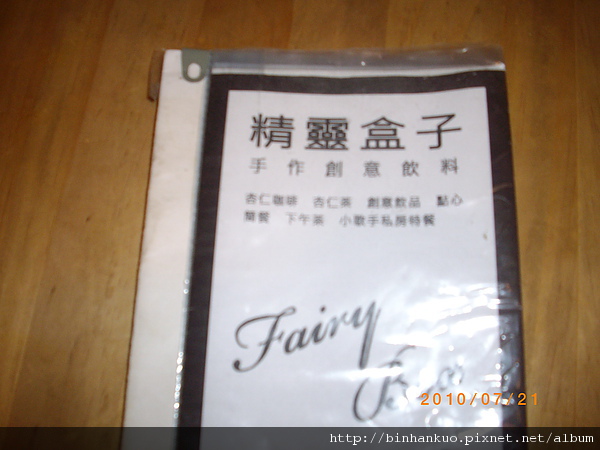 精靈盒子
手作創意飲料
杏仁咖啡 杏仁茶 創意飲品 點心
簡餐 下午茶 小歌手私房特餐
Fairy
2010/07/21
http://binhankuo.pixnet.net/album